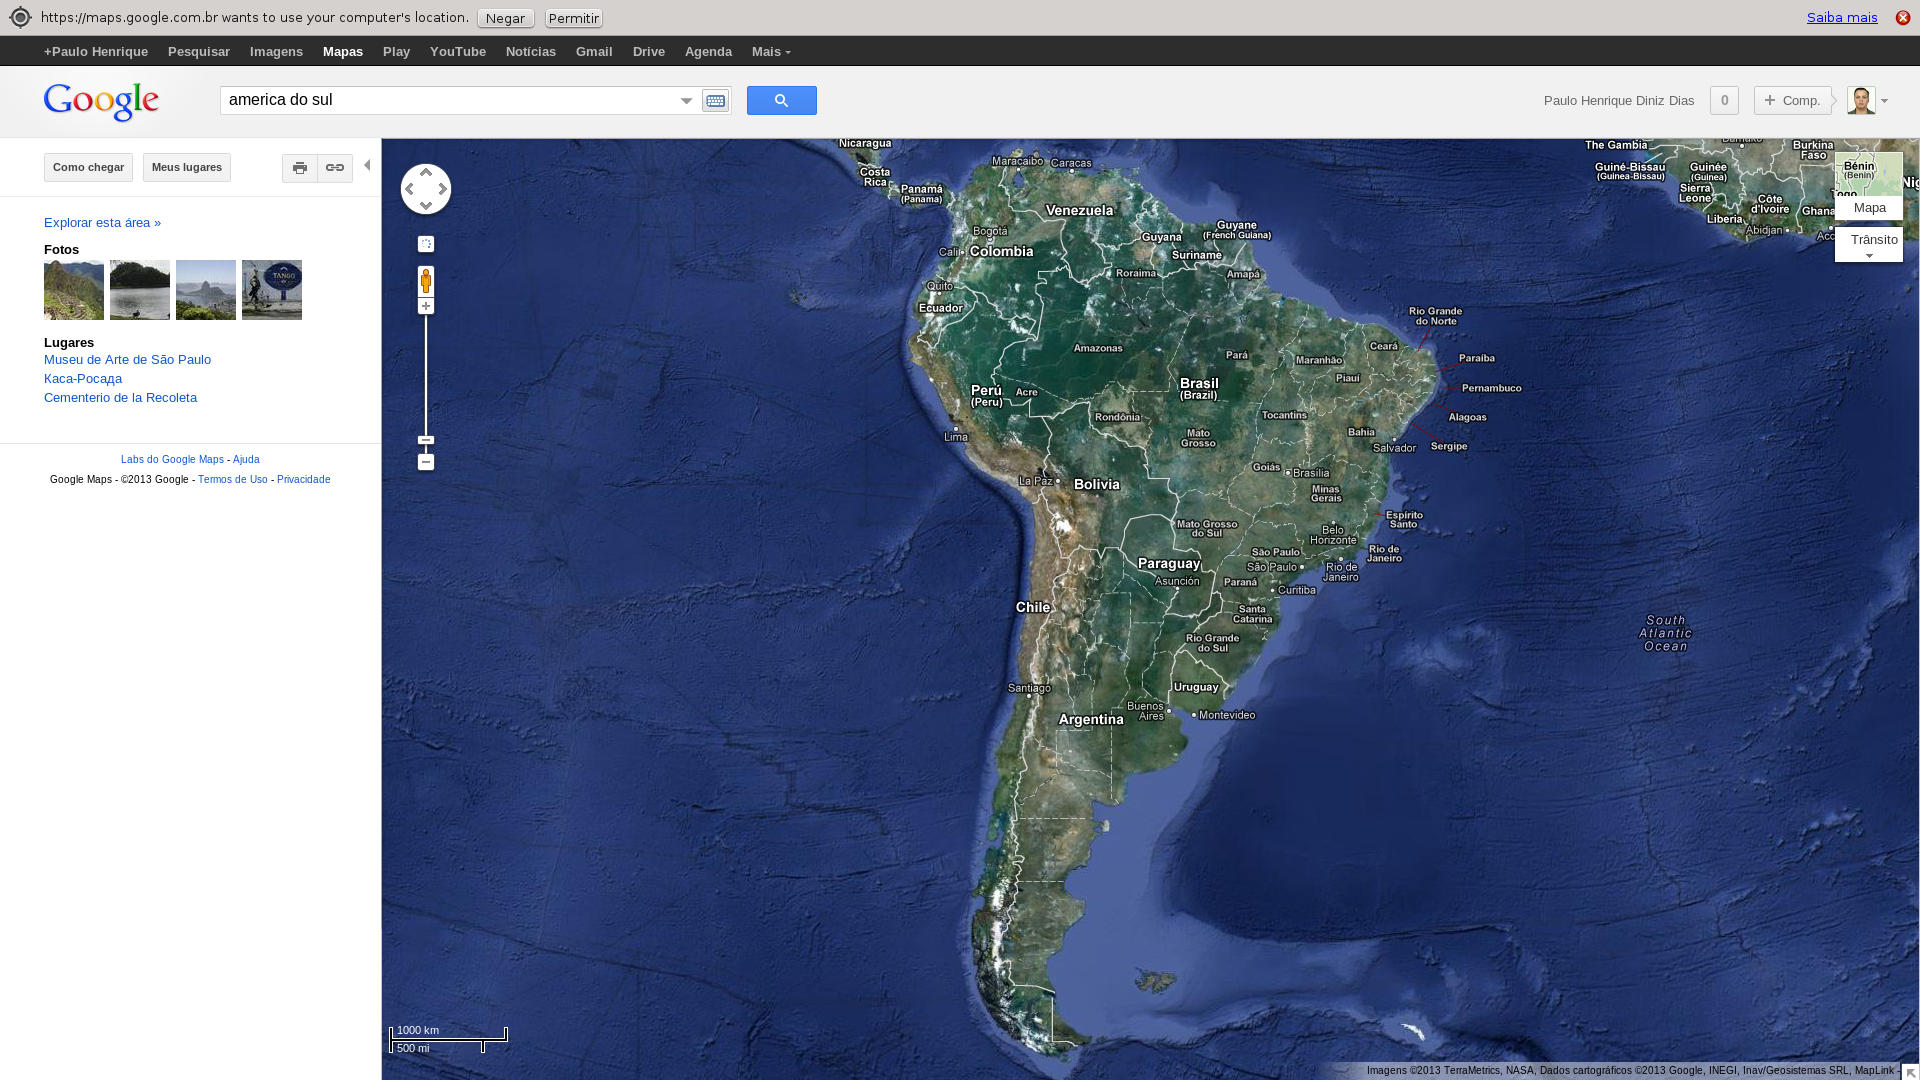 https://maps.google.com.br wants to use your computer's location. Negar Permitir Saiba mais
+Paulo Henrique Pesquisar Imagens Mapas Play YouTube Notícias Gmail Drive Agenda Mais
Google america do sul Paulo Henrique Diniz Dias 0 + Comp.
Como chegar Meus lugares
Explorar esta área »
Fotos
TANGO
Lugares
Museu de Arte de São Paulo
Каса-Росада
Cementerio de la Recoleta
Labs do Google Maps - Ajuda
Google Maps - ©2013 Google - Termos de Uso - Privacidade
Nicaragua
Costa
Rica
Panamá
(Panama)
Maracaibo Caracas
Venezuela
Bogotá
Cali Colombia
Guyana
Guyane
(French Guiana)
Suriname
Roraima Amapá
Quito
Ecuador
Amazonas
Pará
Maranhão
Ceará
Rio Grande
do Norte
Paraíba
Piauí
Pernambuco
Perú
(Peru)
Acre
Brasil
(Brazil)
Rondônia
Tocantins
Alagoas
Lima
Mato
Grosso
Bahia
Salvador
Sergipe
Goiás
Brasília
La Paz Bolivia
Minas
Gerais
Espírito
Santo
Mato Grosso
do Sul
Belo
Horizonte
São Paulo
São Paulo
Rio de
Janeiro
Rio de
Janeiro
Paraguay
Asunción
Paraná
Curitiba
Chile
Santa
Catarina
Rio Grande
do Sul
South
Atlantic
Ocean
Santiago
Uruguay
Buenos
Aires
Montevideo
Argentina
The Gambia
Bamako
Burkina
Faso
Guiné-Bissau
(Guinea-Bissau)
Guinée
(Guinea)
Bénin
(Benin)
Sierra
Leone
Côte
d'Ivoire
Ghana
Togo
Liberia
Abidjan
Mapa
Trânsito
1000 km
500 mi
Imagens ©2013 TerraMetrics, NASA, Dados cartográficos ©2013 Google, INEGI, Inav/Geosistemas SRL, MapLink -